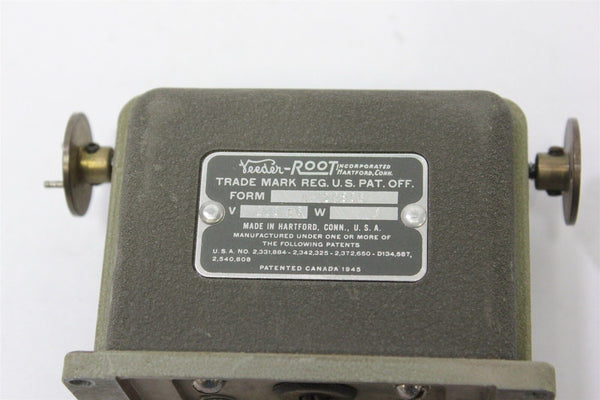 Veeder-ROOT INCORPORATED
HARTFORD, CONN.
TRADE MARK REG. U.S. PAT. OFF.
FORM
V W
MADE IN HARTFORD, CONN., U. S. A.
MANUFACTURED UNDER ONE OR MORE OF
THE FOLLOWING PATENTS
U.S.A. NO. 2,331,884 - 2,342,325 - 2,372,660 - D134,587,
2,540,608
PATENTED CANADA 1945